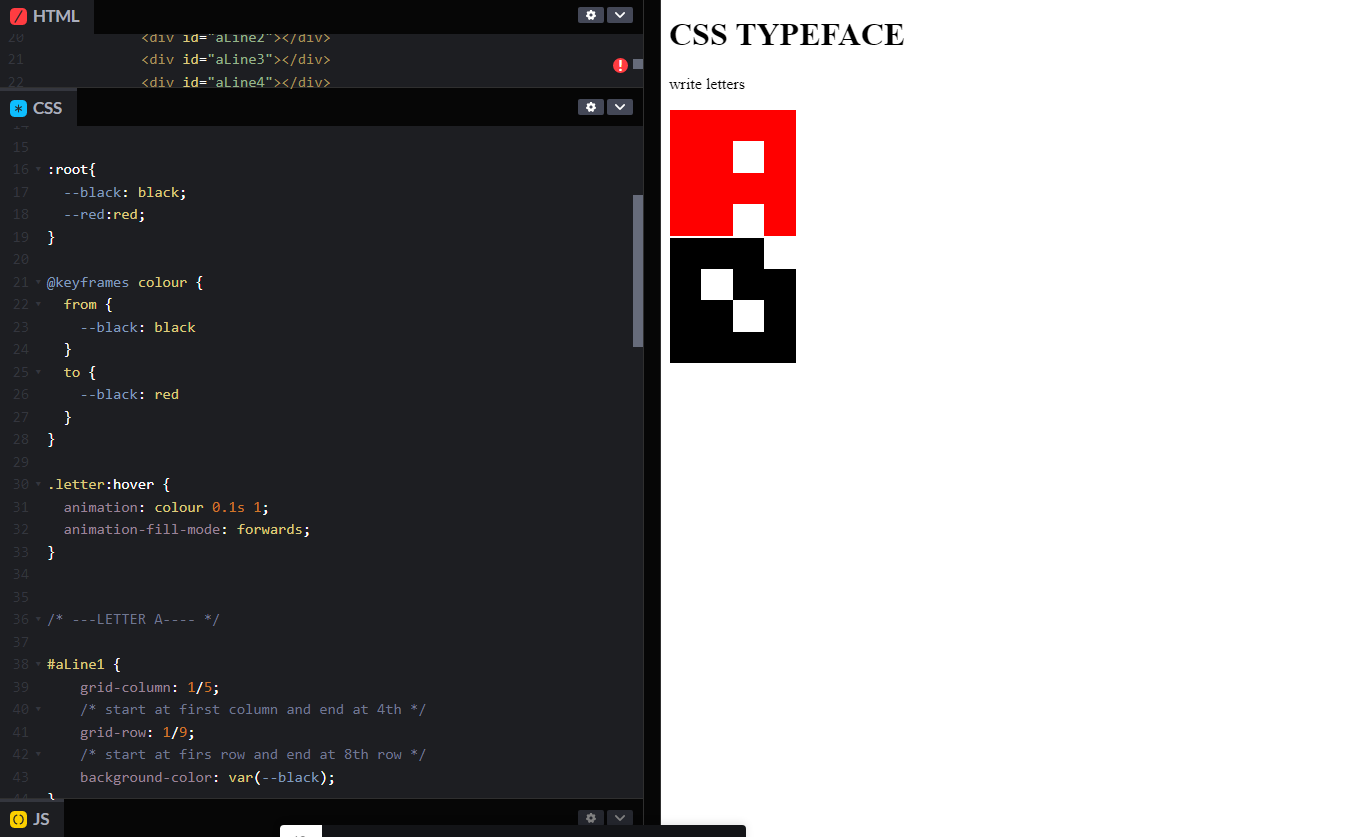 HTML
20 <div id="aLine2"></div>
21 <div id="aLine3"></div>
22 <div id="aLine4"></div>
CSS
14
15
16 :root{
17 --black: black;
18 --red:red;
19 }
20
21 @keyframes colour {
22 from {
23 --black: black
24 }
25 to {
26 --black: red
27 }
28 }
29
30 .letter:hover {
31 animation: colour 0.1s 1;
32 animation-fill-mode: forwards;
33 }
34
35
36 /* ---LETTER A---- */
37
38 #aLine1 {
39 grid-column: 1/5;
40 /* start at first column and end at 4th */
41 grid-row: 1/9;
42 /* start at firs row and end at 8th row */
43 background-color: var(--black);
44 }
JS
CSS TYPEFACE
write letters
A
B